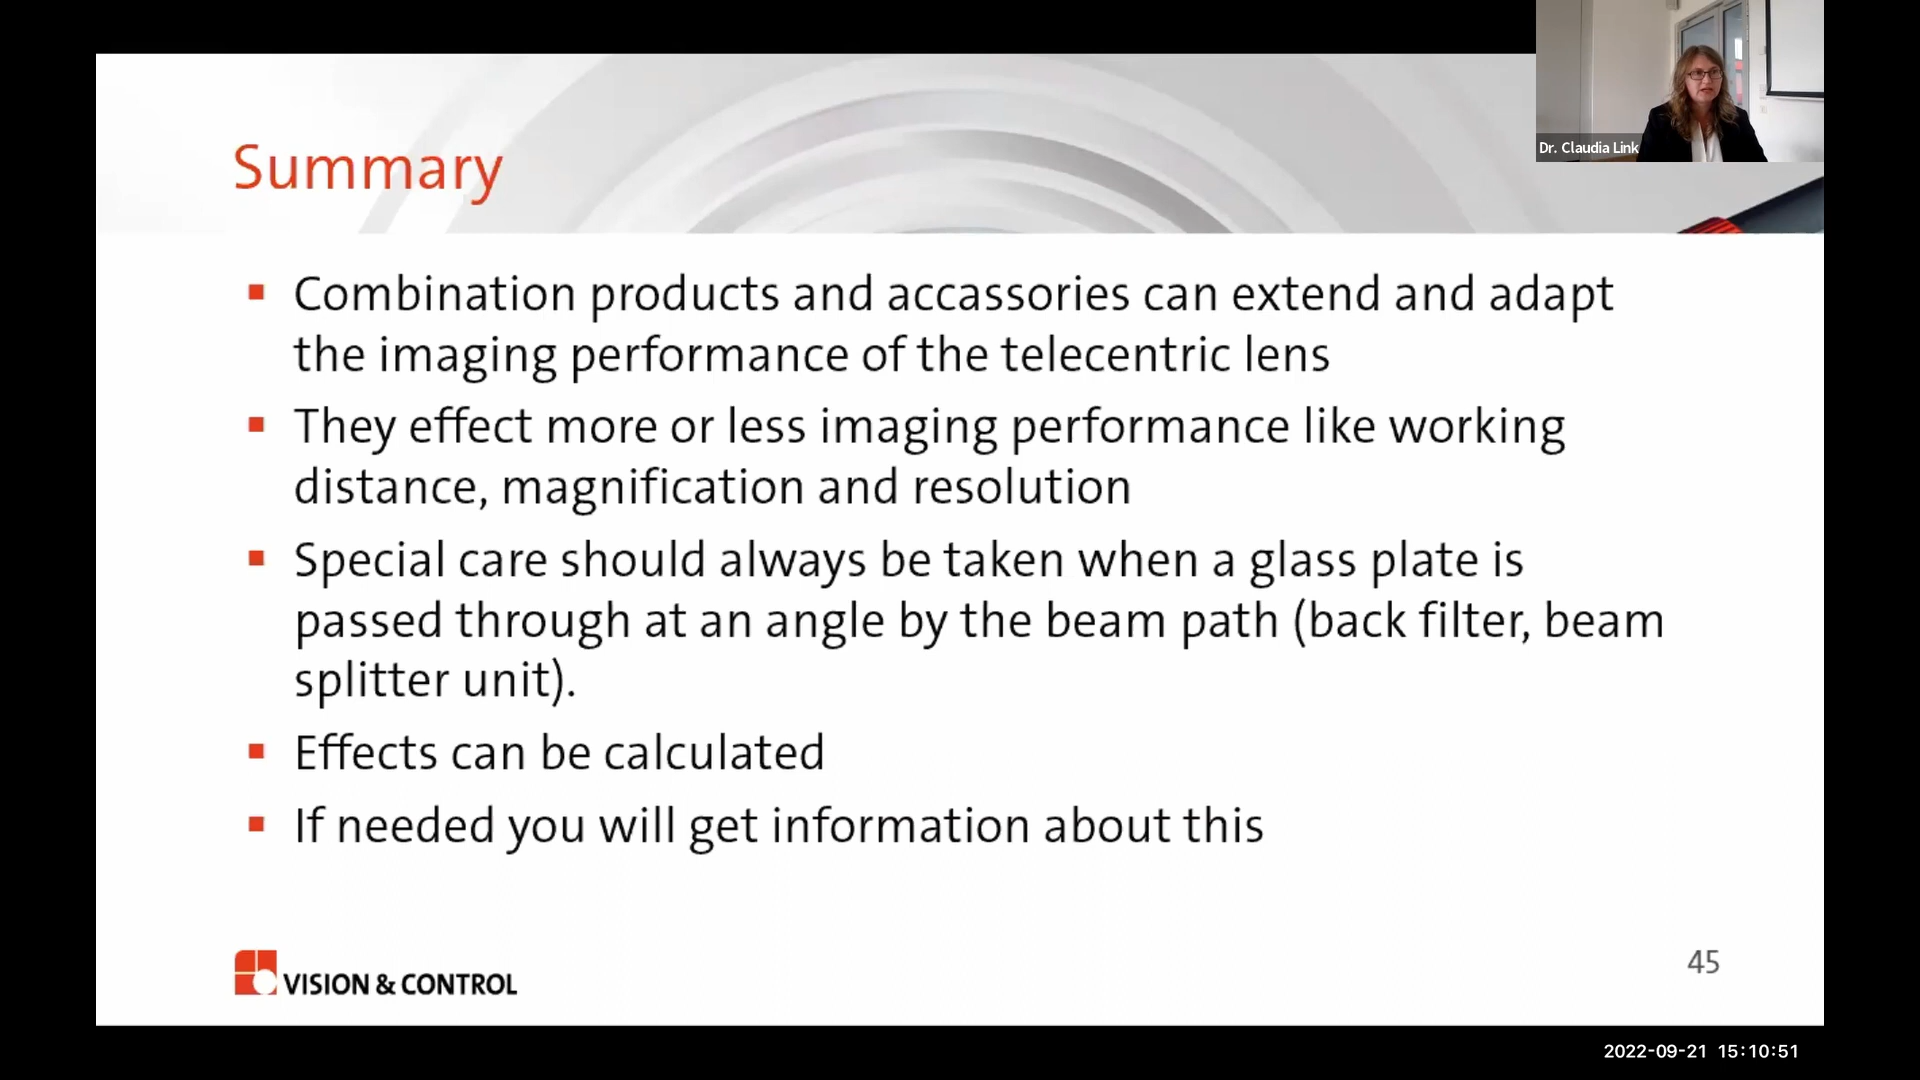 Dr. Claudia Link
Summary
▪ Combination products and accassories can extend and adapt
the imaging performance of the telecentric lens
▪ They effect more or less imaging performance like working
distance, magnification and resolution
▪ Special care should always be taken when a glass plate is
passed through at an angle by the beam path (back filter, beam
splitter unit).
▪ Effects can be calculated
▪ If needed you will get information about this
VISION & CONTROL
45
2022-09-21 15:10:51